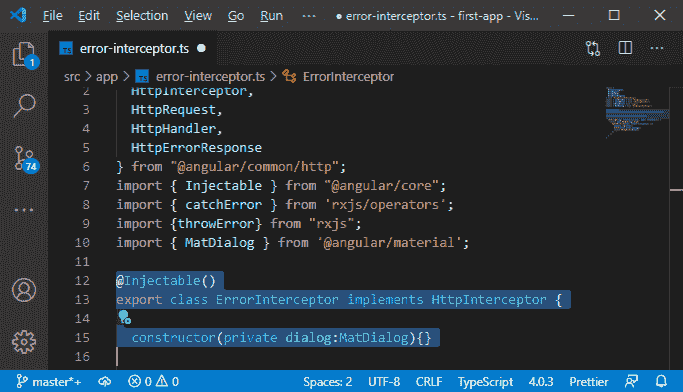 File Edit Selection View Go Run ··· ● error-interceptor.ts - first-app - Vis...
TS error-interceptor.ts ●
1
src > app > TS error-interceptor.ts > ErrorInterceptor
2 HttpInterceptor,
3 HttpRequest,
4 HttpHandler,
5 HttpErrorResponse
6 } from "@angular/common/http";
7 import { Injectable } from "@angular/core";
8 import { catchError } from 'rxjs/operators';
9 import {throwError} from "rxjs";
10 import { MatDialog } from '@angular/material';
11
12 @Injectable()
13 export class ErrorInterceptor implements HttpInterceptor {
14
15 constructor(private dialog:MatDialog){}
16
74
master*+ 0 0 Spaces: 2 UTF-8 CRLF TypeScript 4.0.3 Prettier